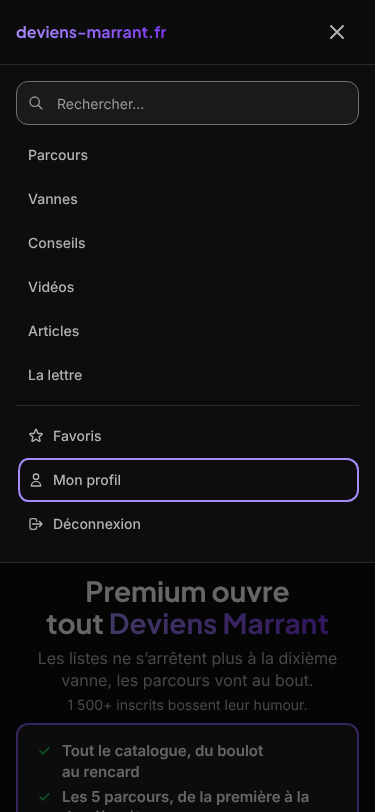 deviens-marrant.fr
Rechercher...
Parcours
Vannes
Conseils
Vidéos
Articles
La lettre
Favoris
Mon profil
Déconnexion
Premium ouvre
tout Deviens Marrant
Les listes ne s'arrêtent plus à la dixième
vanne, les parcours vont au bout.
1 500+ inscrits bossent leur humour.
Tout le catalogue, du boulot
au rencard
Les 5 parcours, de la première à la